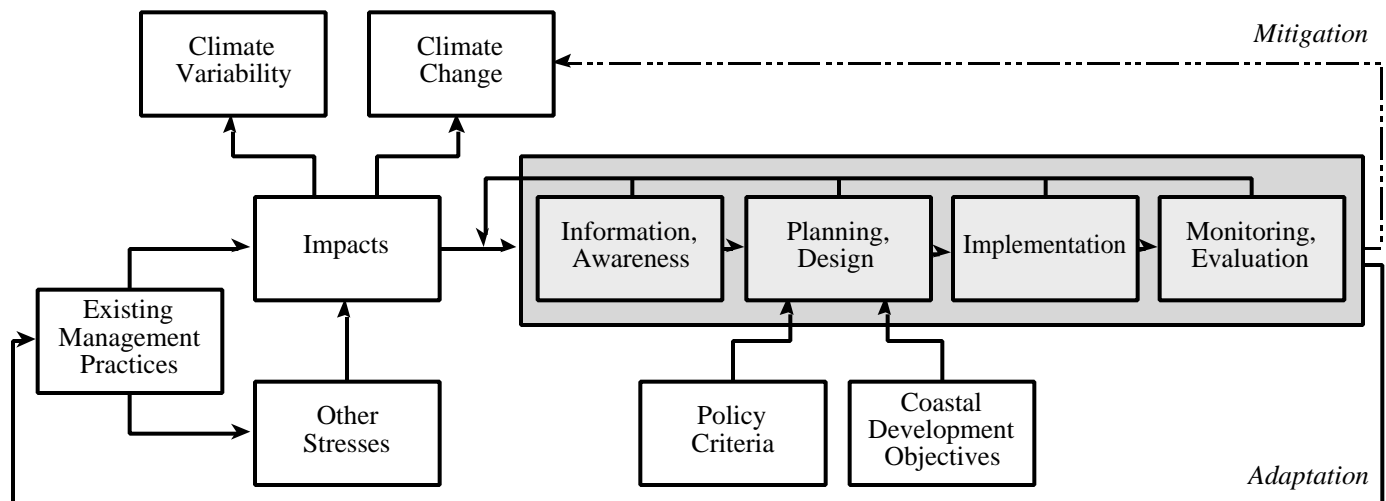 Climate
Variability
Climate
Change
Mitigation
Impacts
Information,
Awareness
Planning,
Design
Implementation
Monitoring,
Evaluation
Existing
Management
Practices
Other
Stresses
Policy
Criteria
Coastal
Development
Objectives
Adaptation